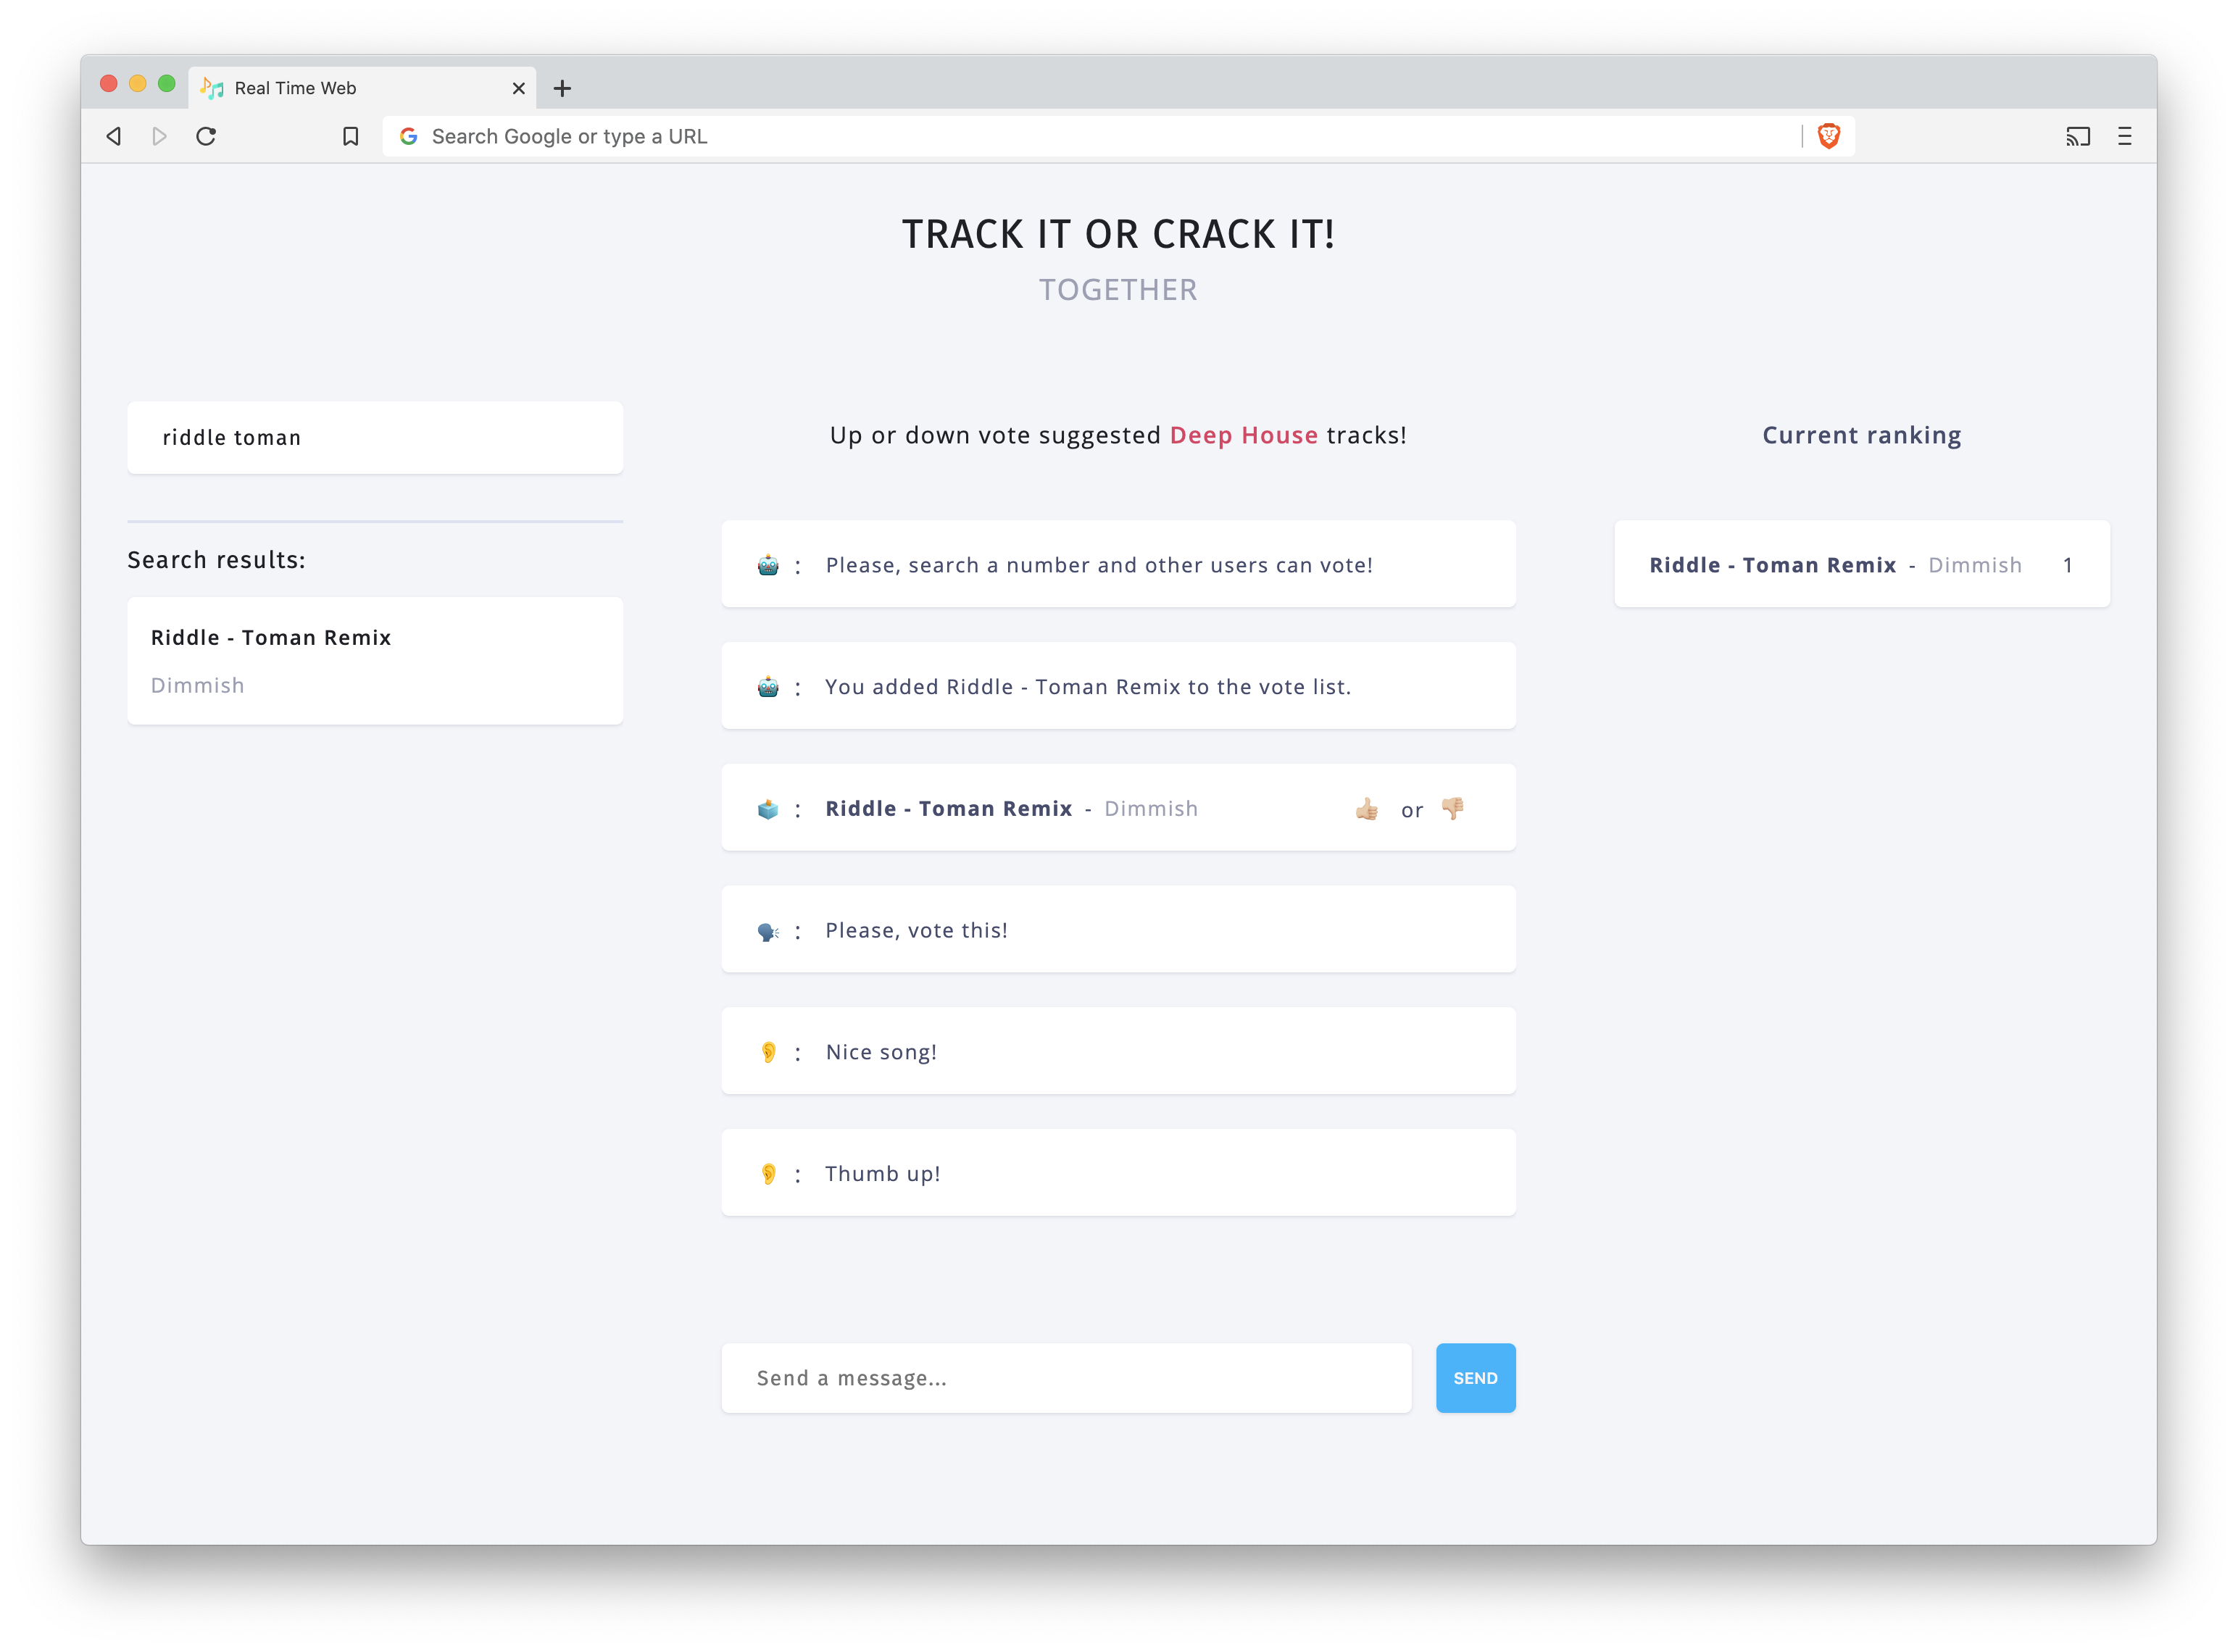 Real Time Web
Search Google or type a URL
TRACK IT OR CRACK IT!
TOGETHER
riddle toman
Search results:
Riddle - Toman Remix
Dimmish
Up or down vote suggested Deep House tracks!
🤖 : Please, search a number and other users can vote!
🤖 : You added Riddle - Toman Remix to the vote list.
🗳 : Riddle - Toman Remix - Dimmish 👍🏼 or 👎🏼
🗣 : Please, vote this!
👂 : Nice song!
👂 : Thumb up!
Send a message...
SEND
Current ranking
Riddle - Toman Remix - Dimmish 1